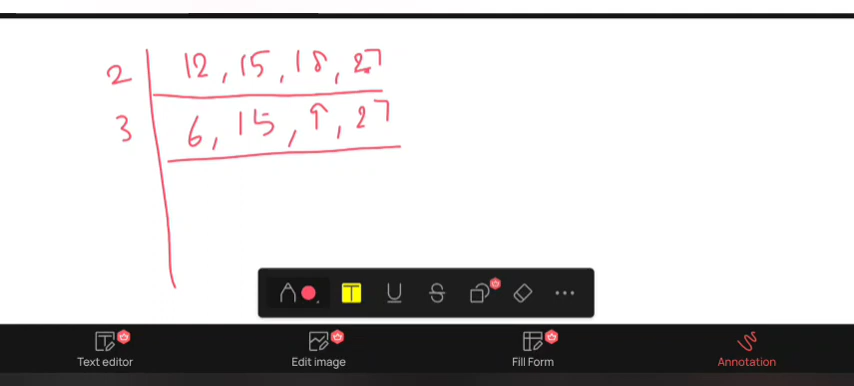 2 | 12, 15, 18, 27
3 | 6, 15, 9, 27
T U S
Text editor Edit image Fill Form Annotation